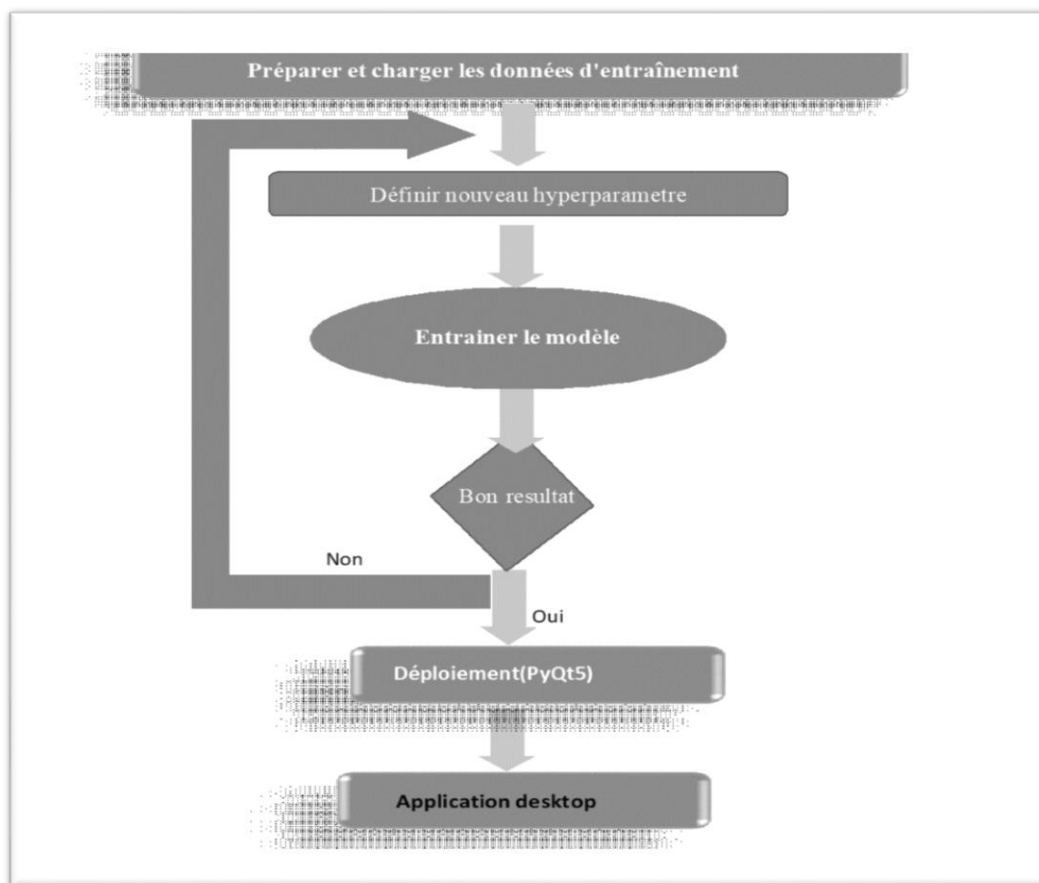 Préparer et charger les données d'entraînement
Définir nouveau hyperparametre
Entrainer le modèle
Bon resultat
Non
Oui
Déploiement(PyQt5)
Application desktop